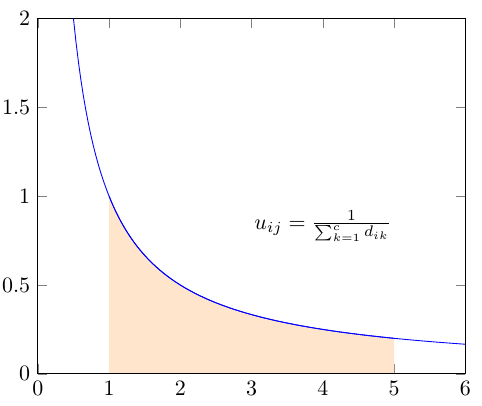 2
1.5
1
u_{ij} = \frac{1}{\sum_{k=1}^{c} d_{ik}}
0.5
0
0 1 2 3 4 5 6